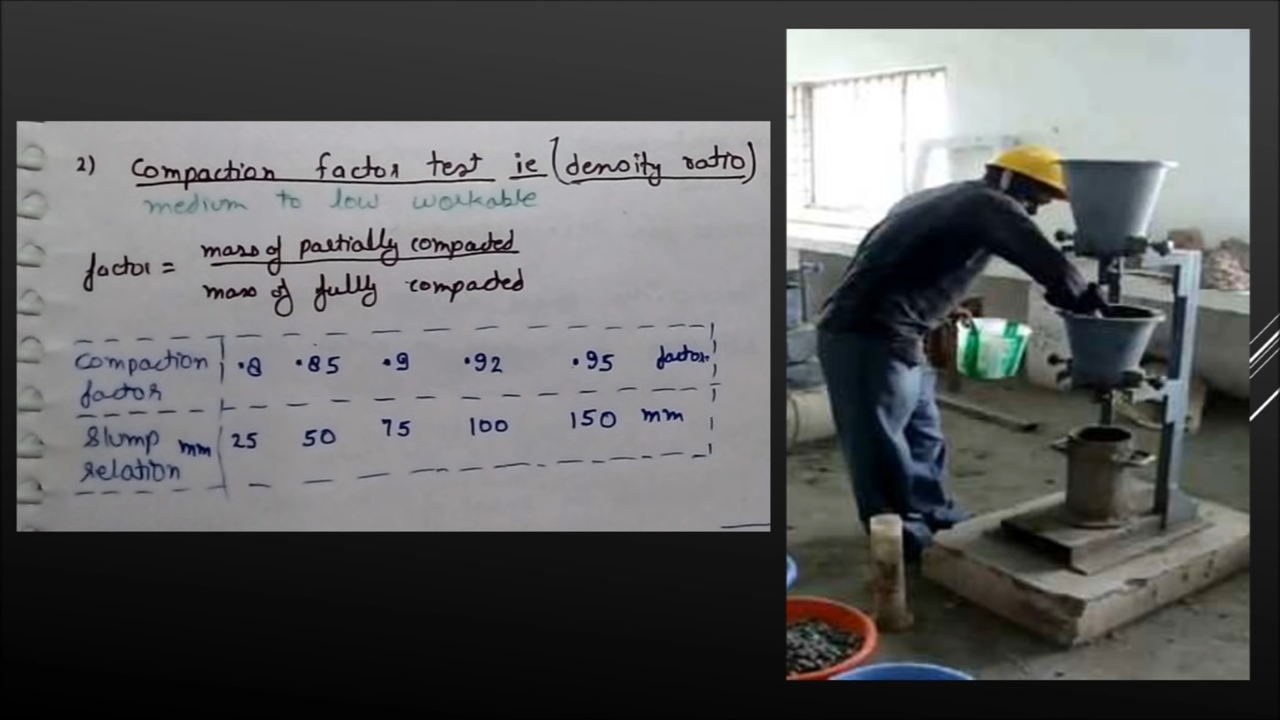 2) Compaction factor test ie (density ratio)
medium to low workable
factor = mass of partially compacted
mass of fully compacted
Compaction factor .8 .85 .9 .92 .95 factor
Slump mm relation 25 50 75 100 150 mm